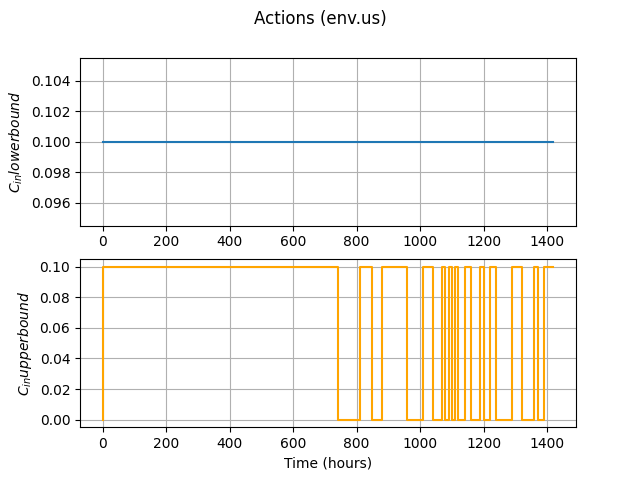 Actions (env.us)
C_in lowerbound
0.104
0.102
0.100
0.098
0.096
0 200 400 600 800 1000 1200 1400
C_in upperbound
0.10
0.08
0.06
0.04
0.02
0.00
0 200 400 600 800 1000 1200 1400
Time (hours)